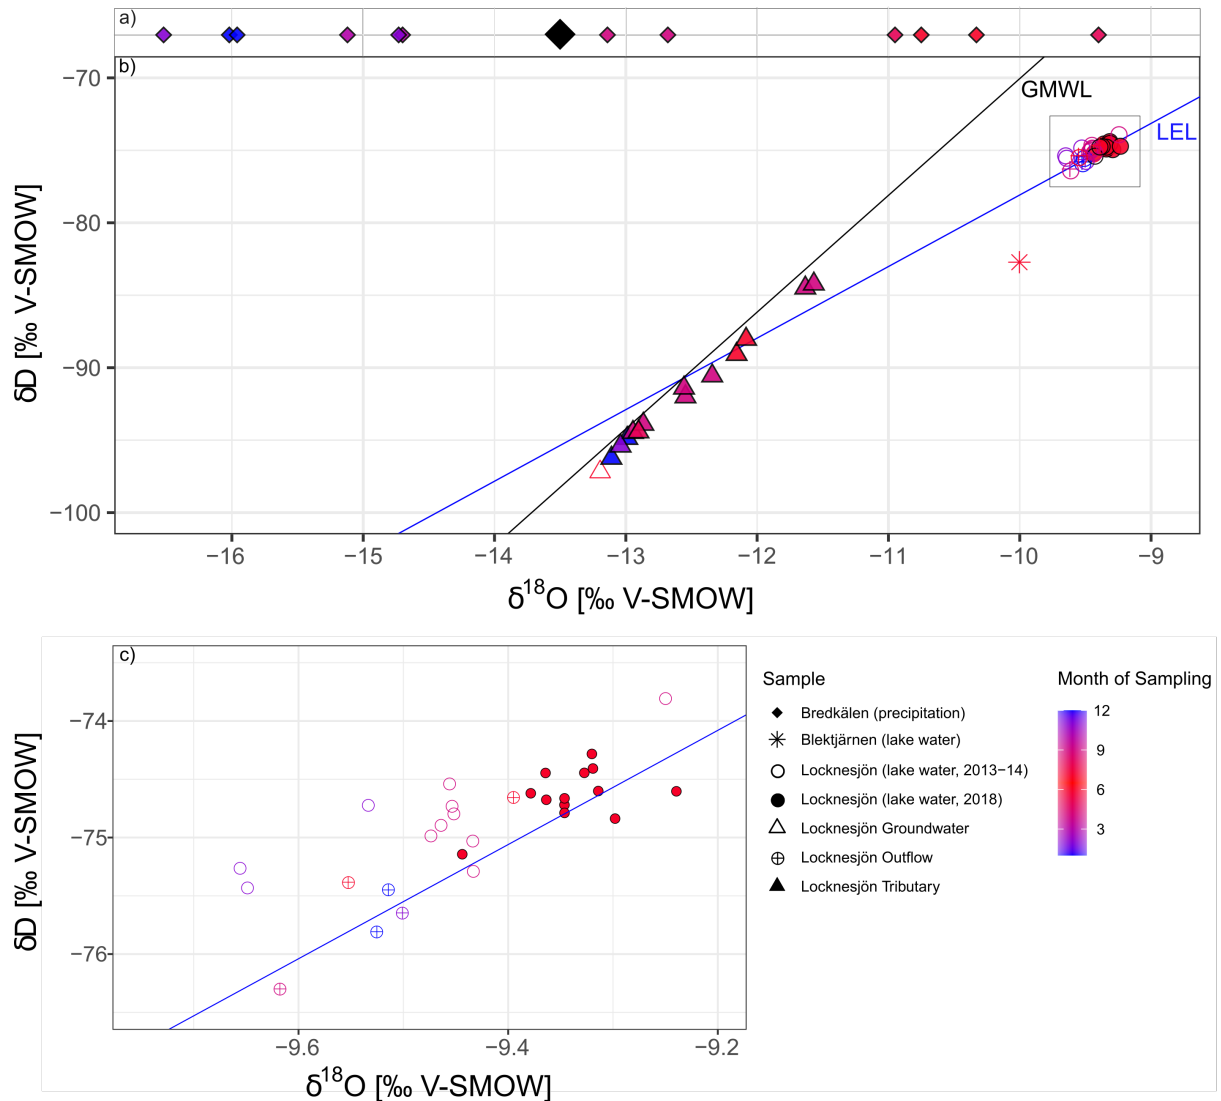 a)
b)
GMWL
LEL
−70
−80
−90
−100
δD [‰ V-SMOW]
−16 −15 −14 −13 −12 −11 −10 −9
δ18O [‰ V-SMOW]
c)
−74
−75
−76
δD [‰ V-SMOW]
−9.6 −9.4 −9.2
δ18O [‰ V-SMOW]
Sample
Bredkälen (precipitation)
Blektjärnen (lake water)
Locknesjön (lake water, 2013−14)
Locknesjön (lake water, 2018)
Locknesjön Groundwater
Locknesjön Outflow
Locknesjön Tributary
Month of Sampling
12
9
6
3